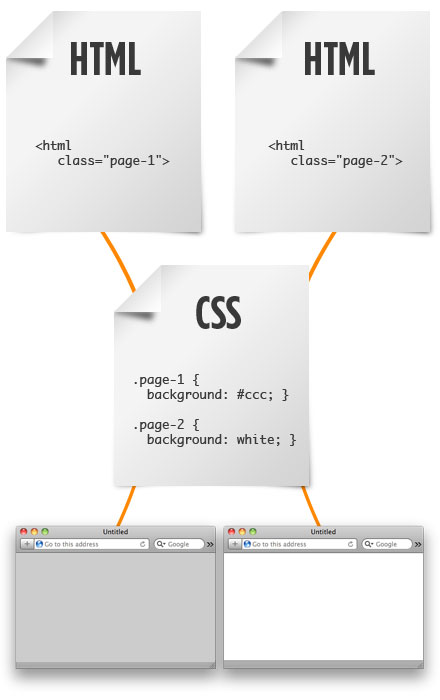 HTML
<html
class="page-1">
HTML
<html
class="page-2">
CSS
.page-1 {
background: #ccc; }
.page-2 {
background: white; }
Untitled
+ Go to this address Google »
Untitled
+ Go to this address Google »